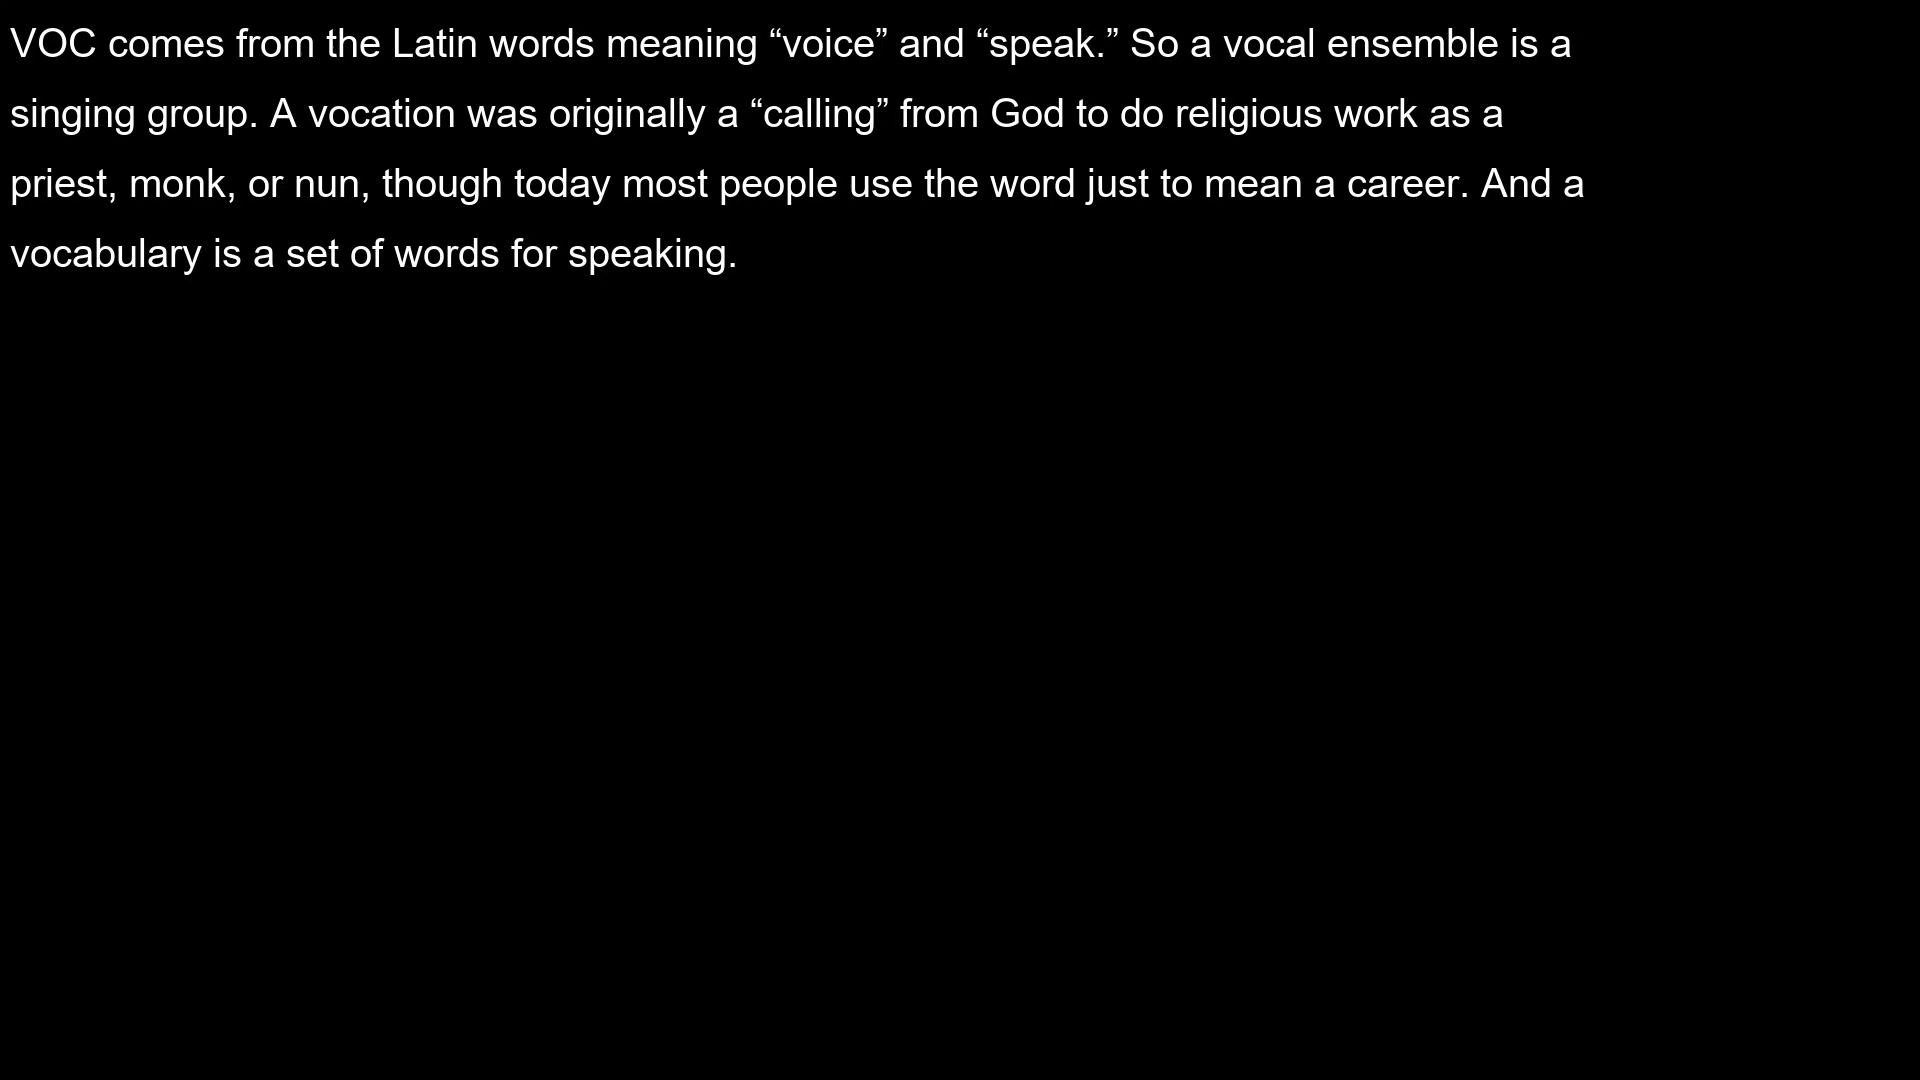 VOC comes from the Latin words meaning “voice” and “speak.” So a vocal ensemble is a
singing group. A vocation was originally a “calling” from God to do religious work as a
priest, monk, or nun, though today most people use the word just to mean a career. And a
vocabulary is a set of words for speaking.